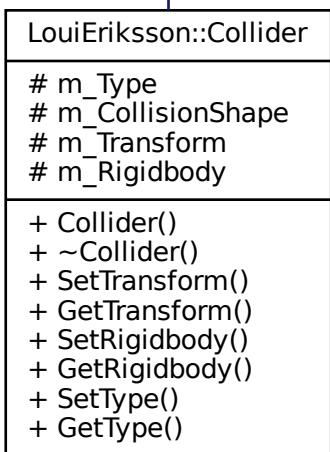 LouiEriksson::Collider
# m_Type
# m_CollisionShape
# m_Transform
# m_Rigidbody
+ Collider()
+ ~Collider()
+ SetTransform()
+ GetTransform()
+ SetRigidbody()
+ GetRigidbody()
+ SetType()
+ GetType()